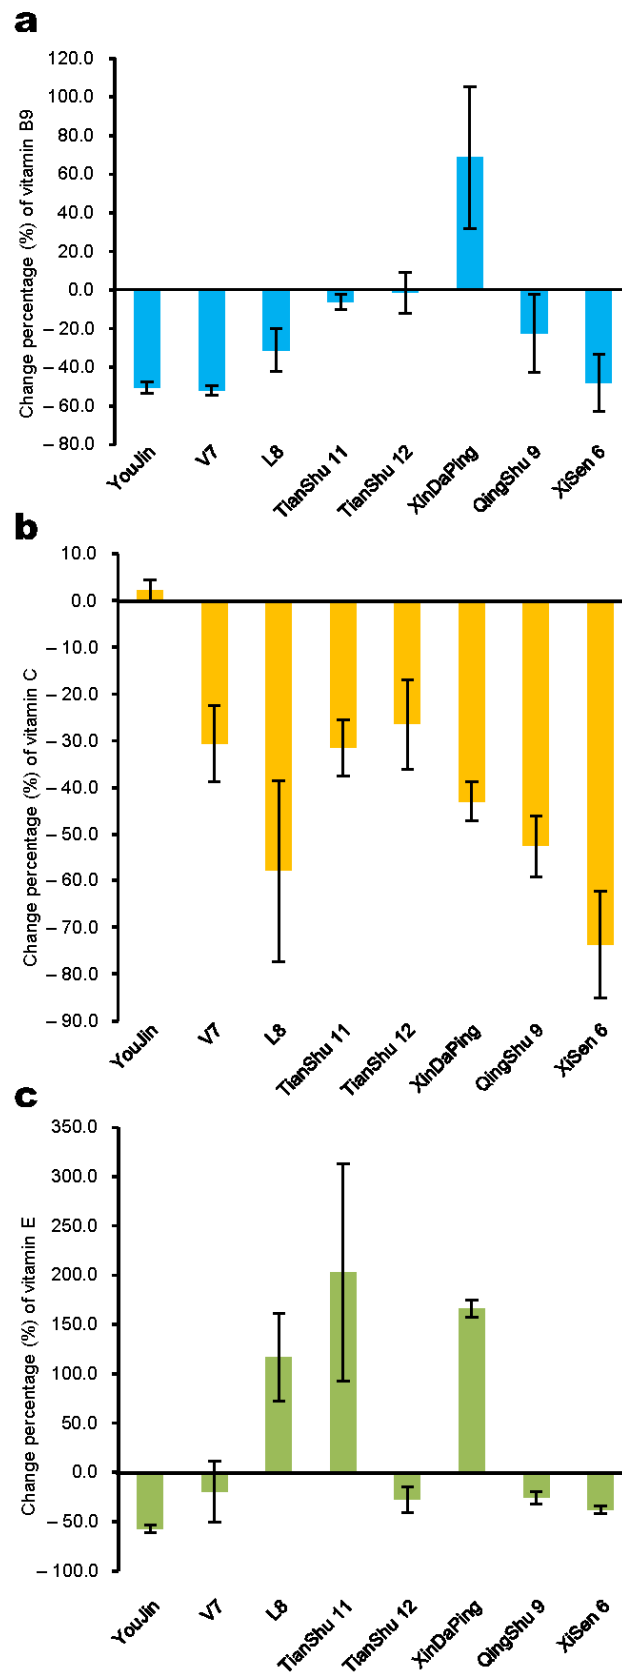 a
Change percentage (%) of vitamin B9
120.0
100.0
80.0
60.0
40.0
20.0
0.0
– 20.0
– 40.0
– 60.0
– 80.0
YouJin
V7
L8
TianShu 11
TianShu 12
XinDaPing
QingShu 9
XiSen 6
b
Change percentage (%) of vitamin C
10.0
0.0
– 10.0
– 20.0
– 30.0
– 40.0
– 50.0
– 60.0
– 70.0
– 80.0
– 90.0
YouJin
V7
L8
TianShu 11
TianShu 12
XinDaPing
QingShu 9
XiSen 6
c
Change percentage (%) of vitamin E
350.0
300.0
250.0
200.0
150.0
100.0
50.0
0.0
– 50.0
– 100.0
YouJin
V7
L8
TianShu 11
TianShu 12
XinDaPing
QingShu 9
XiSen 6